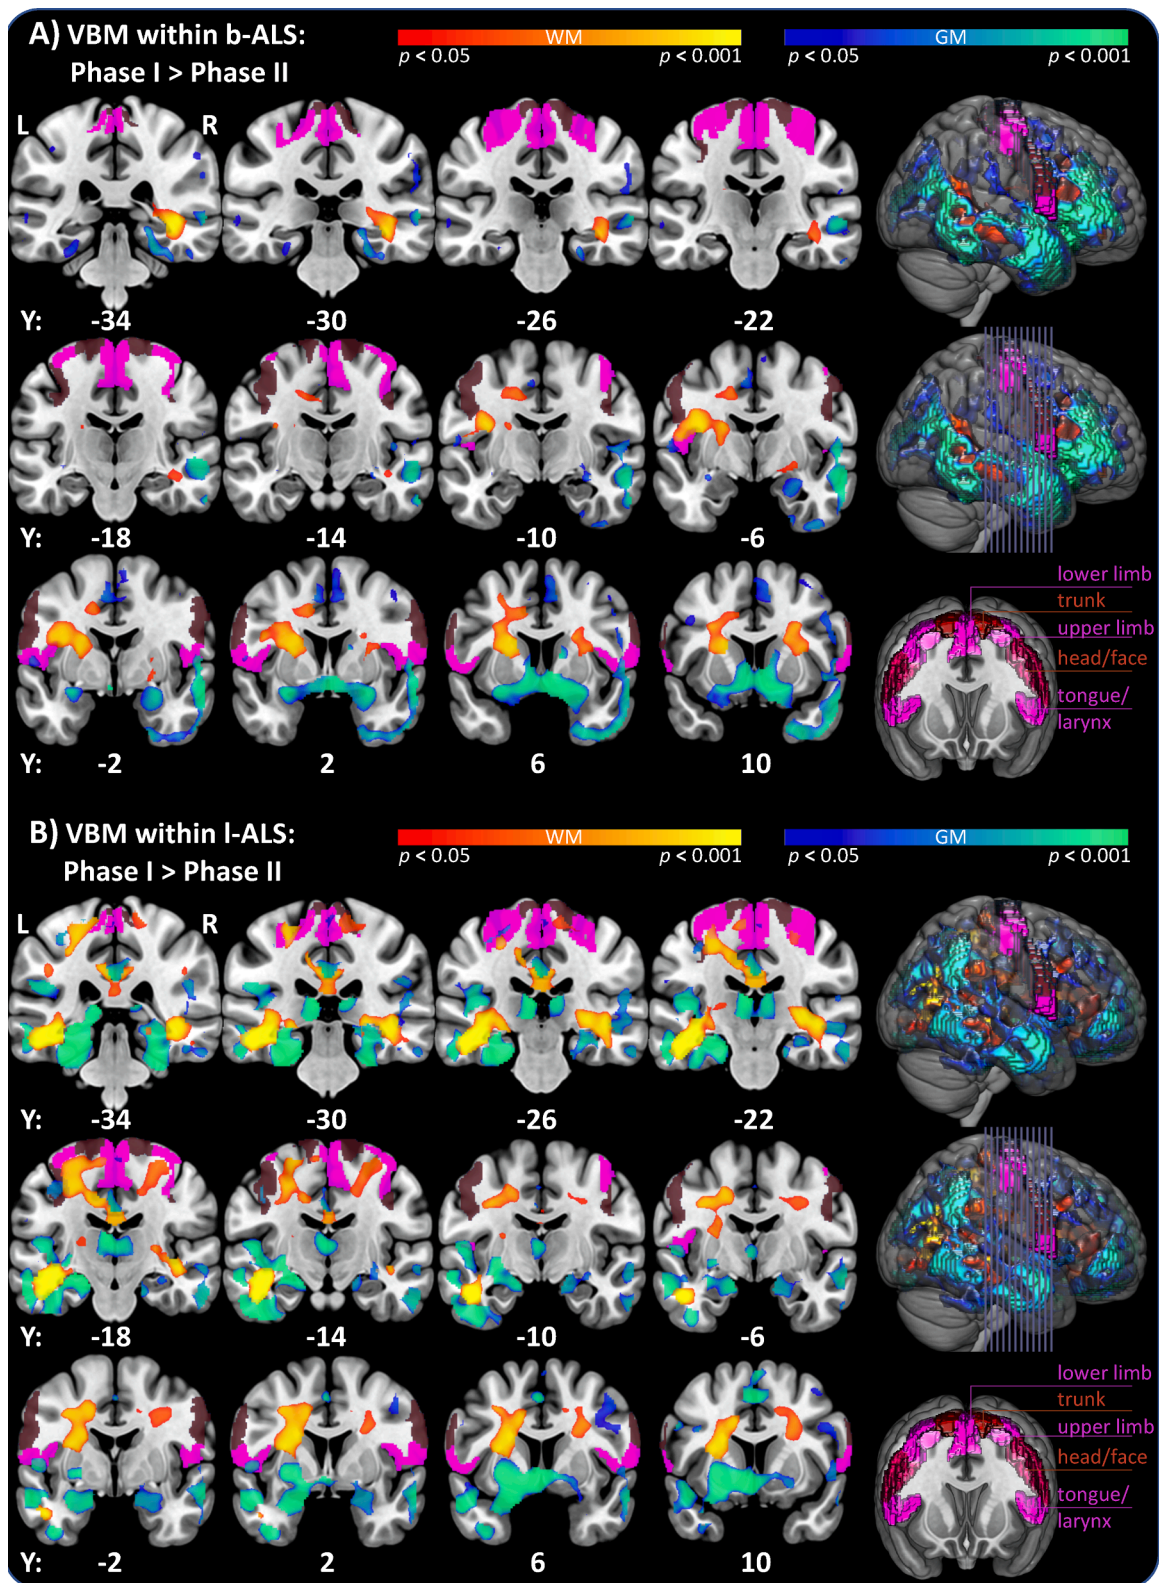 A) VBM within b-ALS:
Phase I > Phase II
WM
p < 0.05 p < 0.001
GM
p < 0.05 p < 0.001
L R
Y: -34 -30 -26 -22
Y: -18 -14 -10 -6
lower limb
trunk
upper limb
head/face
tongue/
larynx
Y: -2 2 6 10
B) VBM within l-ALS:
Phase I > Phase II
WM
p < 0.05 p < 0.001
GM
p < 0.05 p < 0.001
L R
Y: -34 -30 -26 -22
Y: -18 -14 -10 -6
lower limb
trunk
upper limb
head/face
tongue/
larynx
Y: -2 2 6 10